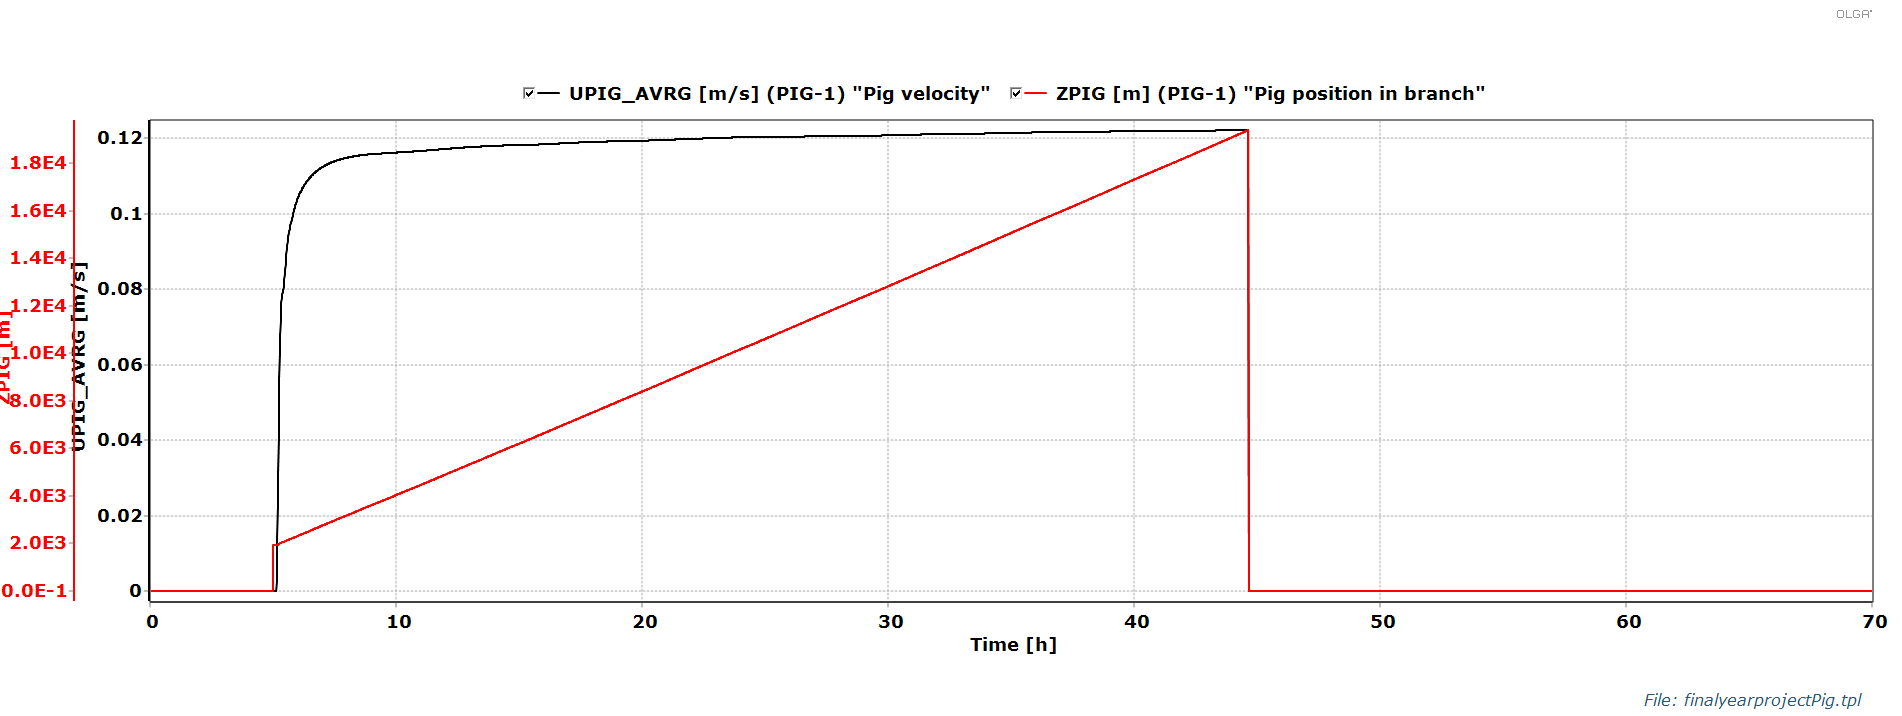 OLGA
UPIG_AVRG [m/s] (PIG-1) "Pig velocity"
ZPIG [m] (PIG-1) "Pig position in branch"
ZPIG [m]
1.8E4
1.6E4
1.4E4
1.2E4
1.0E4
8.0E3
6.0E3
4.0E3
2.0E3
0.0E-1
UPIG_AVRG [m/s]
0.12
0.1
0.08
0.06
0.04
0.02
0
0 10 20 30 40 50 60 70
Time [h]
File: finalyearprojectPig.tpl